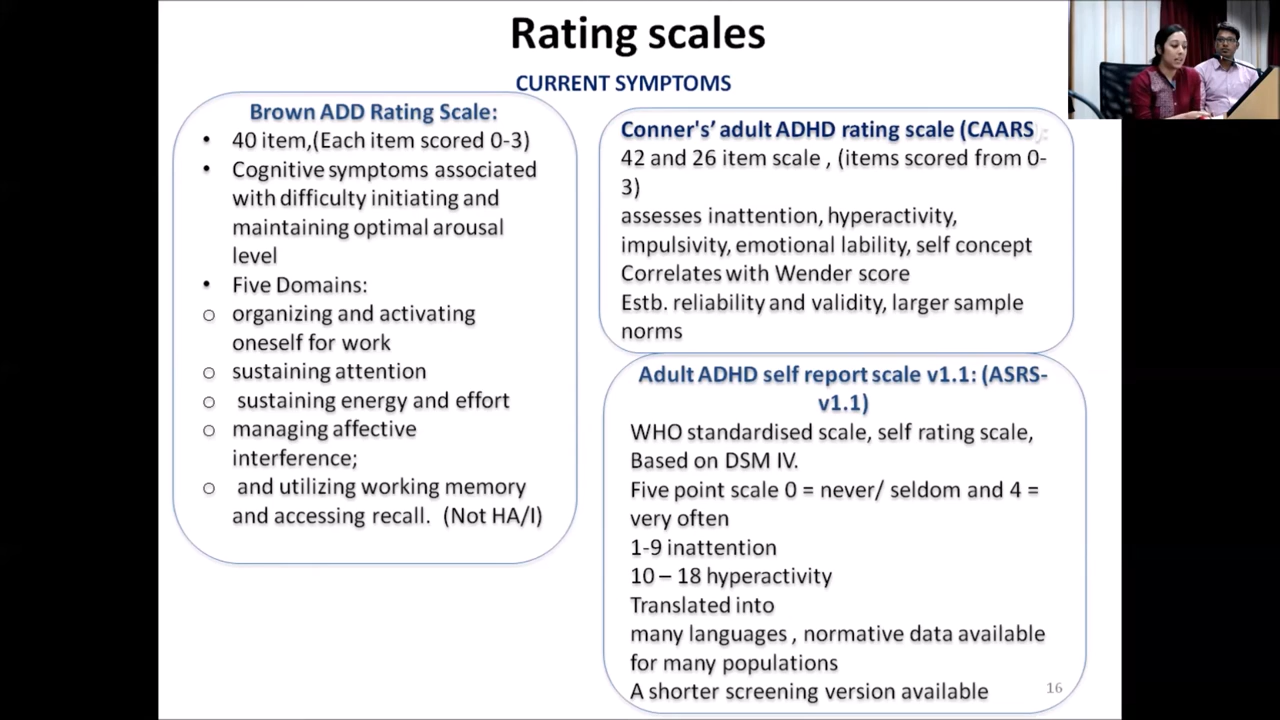 Rating scales
CURRENT SYMPTOMS
Brown ADD Rating Scale:
• 40 item,(Each item scored 0-3)
• Cognitive symptoms associated
with difficulty initiating and
maintaining optimal arousal
level
• Five Domains:
o organizing and activating
oneself for work
o sustaining attention
o sustaining energy and effort
o managing affective
interference;
o and utilizing working memory
and accessing recall. (Not HA/I)
Conner's’ adult ADHD rating scale (CAARS):
42 and 26 item scale , (items scored from 0-
3)
assesses inattention, hyperactivity,
impulsivity, emotional lability, self concept
Correlates with Wender score
Estb. reliability and validity, larger sample
norms
Adult ADHD self report scale v1.1: (ASRS-
v1.1)
WHO standardised scale, self rating scale,
Based on DSM IV.
Five point scale 0 = never/ seldom and 4 =
very often
1-9 inattention
10 – 18 hyperactivity
Translated into
many languages , normative data available
for many populations
A shorter screening version available
16